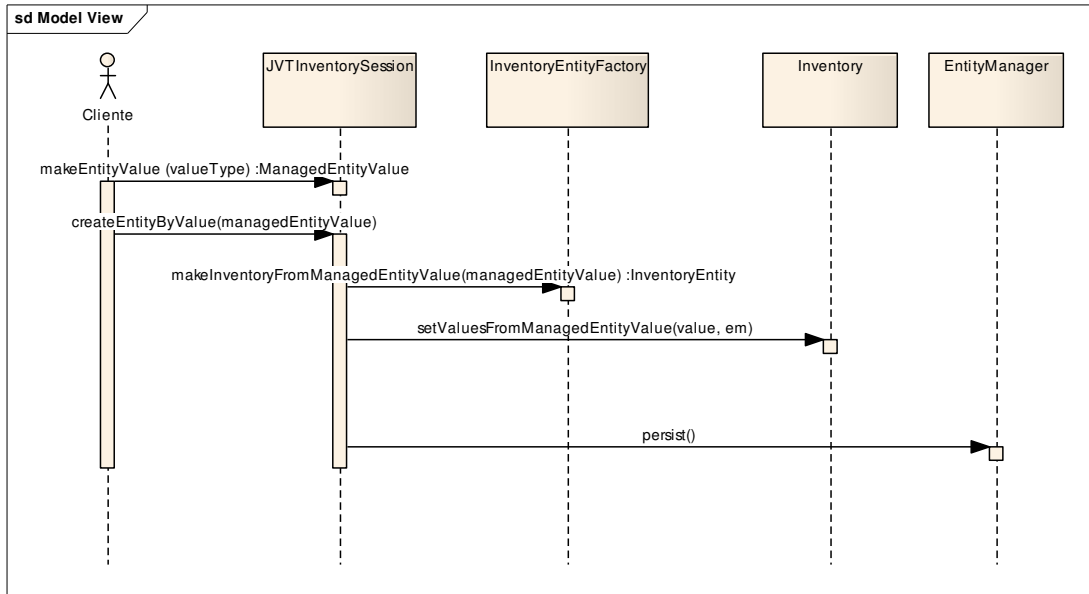 sd Model View
Cliente
JVTInventorySession
InventoryEntityFactory
Inventory
EntityManager
makeEntityValue (valueType) :ManagedEntityValue
createEntityByValue(managedEntityValue)
makeInventoryFromManagedEntityValue(managedEntityValue) :InventoryEntity
setValuesFromManagedEntityValue(value, em)
persist()